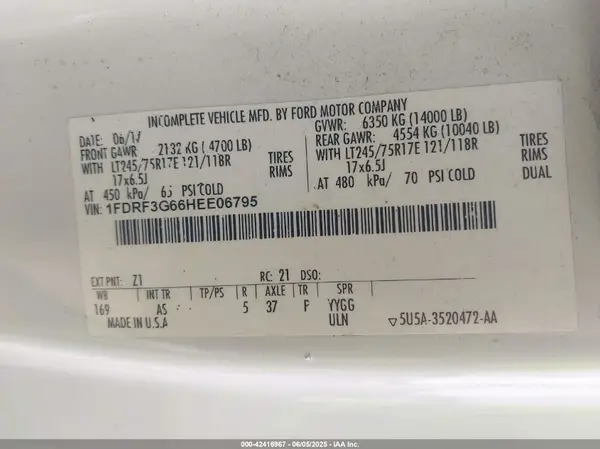 INCOMPLETE VEHICLE MFD. BY FORD MOTOR COMPANY
DATE: 06/17
GVWR: 6350 KG (14000 LB)
FRONT GAWR: 2132 KG ( 4700 LB)
REAR GAWR: 4554 KG (10040 LB)
WITH LT245/75R17E 121/118R TIRES
WITH LT245/75R17E 121/118R TIRES
17x6.5J RIMS
17x6.5J RIMS
AT 450 kPa/ 65 PSI COLD
AT 480 kPa/ 70 PSI COLD DUAL
VIN: 1FDRF3G66HEE06795
EXT PNT: Z1 RC: 21 DSO:
WB INT TR TP/PS R AXLE TR SPR
169 AS 5 37 F YYGG
MADE IN U.S.A ULN ▽5U5A-3520472-AA
000-42416967 - 06/05/2025 - IAA Inc.